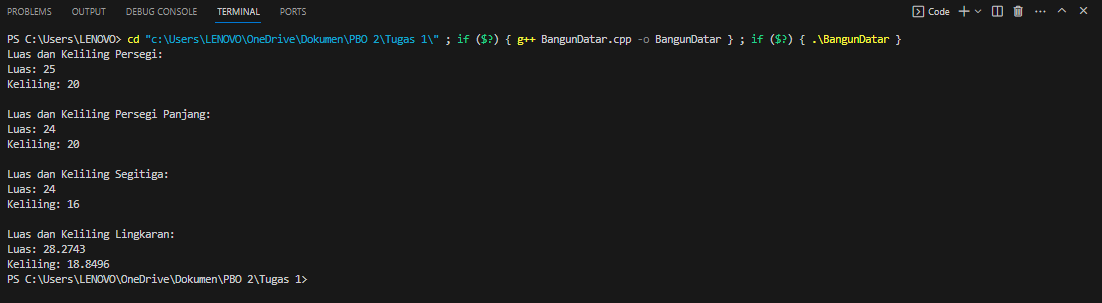 PROBLEMS OUTPUT DEBUG CONSOLE TERMINAL PORTS Code
PS C:\Users\LENOVO> cd "c:\Users\LENOVO\OneDrive\Dokumen\PBO 2\Tugas 1\" ; if ($?) { g++ BangunDatar.cpp -o BangunDatar } ; if ($?) { .\BangunDatar }
Luas dan Keliling Persegi:
Luas: 25
Keliling: 20
Luas dan Keliling Persegi Panjang:
Luas: 24
Keliling: 20
Luas dan Keliling Segitiga:
Luas: 24
Keliling: 16
Luas dan Keliling Lingkaran:
Luas: 28.2743
Keliling: 18.8496
PS C:\Users\LENOVO\OneDrive\Dokumen\PBO 2\Tugas 1>